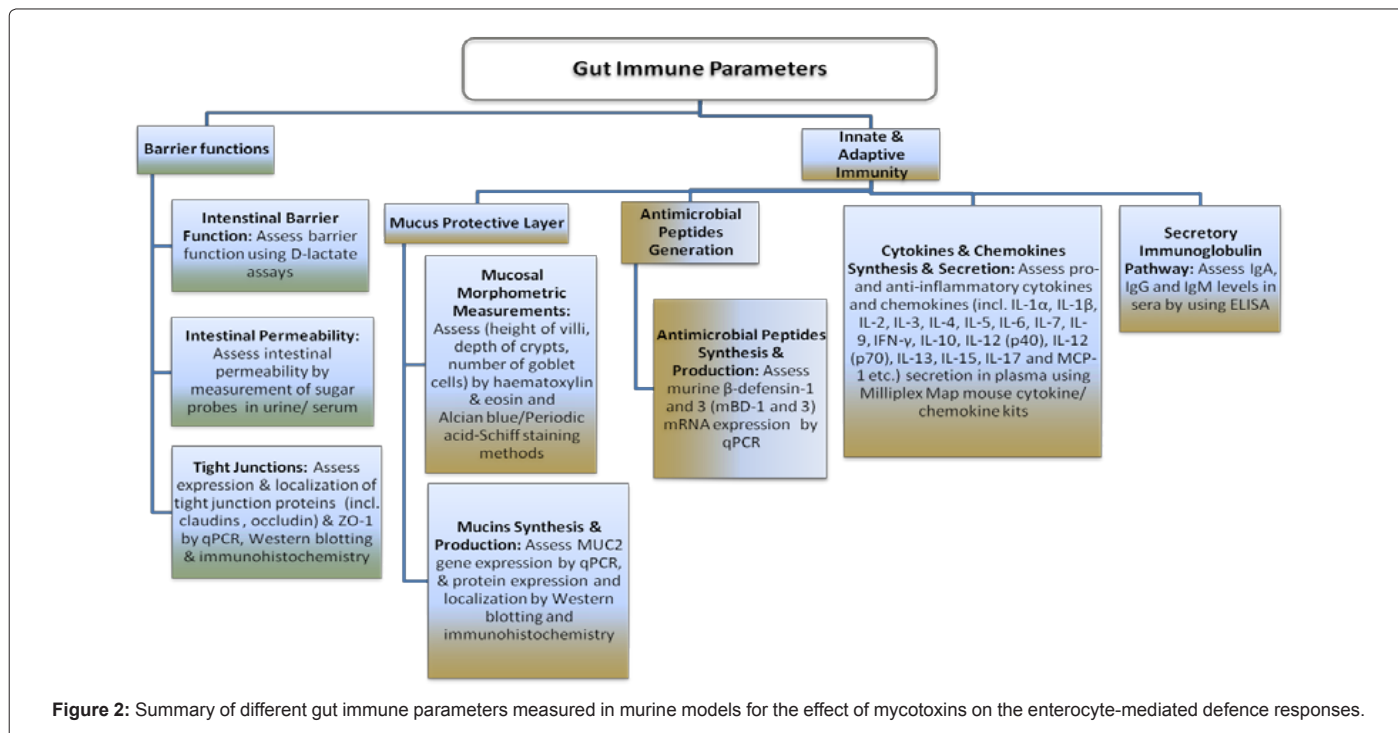 Gut Immune Parameters
Barrier functions
Innate &
Adaptive
Immunity
Intenstinal Barrier
Function: Assess barrier
function using D-lactate
assays
Intestinal Permeability:
Assess intestinal
permeability by
measurement of sugar
probes in urine/ serum
Tight Junctions: Assess
expression & localization of
tight junction proteins (incl.
claudins , occludin) & ZO-1
by qPCR, Western blotting
& immunohistochemistry
Mucus Protective Layer
Mucosal
Morphometric
Measurements:
Assess (height of villi,
depth of crypts,
number of goblet
cells) by haematoxylin
& eosin and
Alcian blue/Periodic
acid-Schiff staining
methods
Mucins Synthesis &
Production: Assess MUC2
gene expression by qPCR,
& protein expression and
localization by Western
blotting and
immunohistochemistry
Antimicrobial
Peptides
Generation
Antimicrobial Peptides
Synthesis &
Production: Assess
murine β-defensin-1
and 3 (mBD-1 and 3)
mRNA expression by
qPCR
Cytokines & Chemokines
Synthesis & Secretion: Assess pro-
and anti-inflammatory cytokines
and chemokines (incl. IL-1α, IL-1β,
IL-2, IL-3, IL-4, IL-5, IL-6, IL-7, IL-
9, IFN-γ, IL-10, IL-12 (p40), IL-12
(p70), IL-13, IL-15, IL-17 and MCP-
1 etc.) secretion in plasma using
Milliplex Map mouse cytokine/
chemokine kits
Secretory
Immunoglobulin
Pathway: Assess IgA,
IgG and IgM levels in
sera by using ELISA
Figure 2: Summary of different gut immune parameters measured in murine models for the effect of mycotoxins on the enterocyte-mediated defence responses.